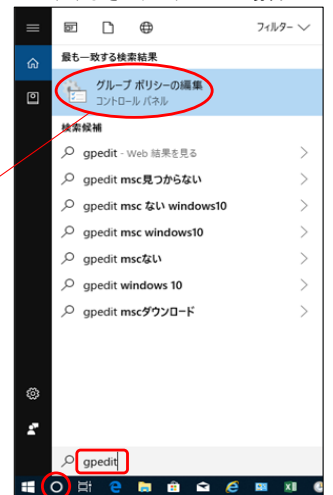 フィルター
最も一致する検索結果
グループ ポリシーの編集
コントロール パネル
検索候補
gpedit - Web 結果を見る
gpedit msc見つからない
gpedit msc ない windows10
gpedit msc windows10
gpedit mscない
gpedit windows 10
gpedit mscダウンロード
gpedit